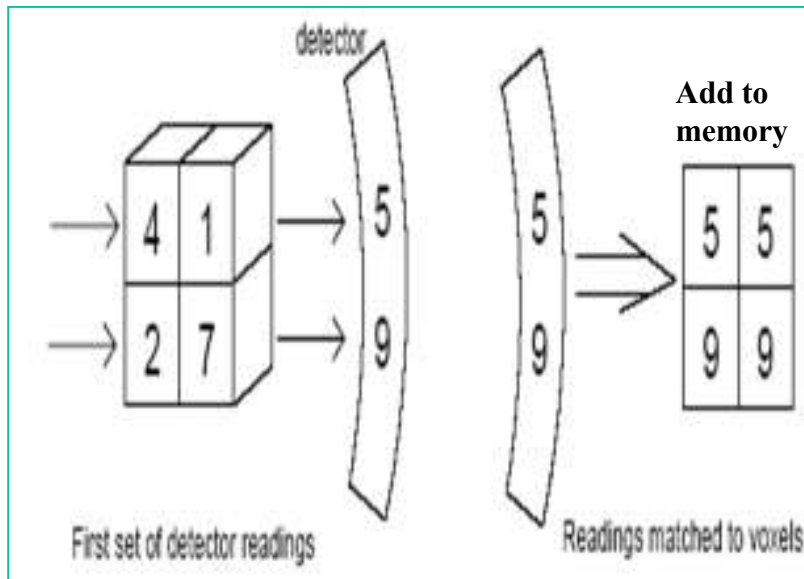 detector
Add to
memory
4 1
5
5
5 5
2 7
9
9
9 9
First set of detector readings
Readings matched to voxels